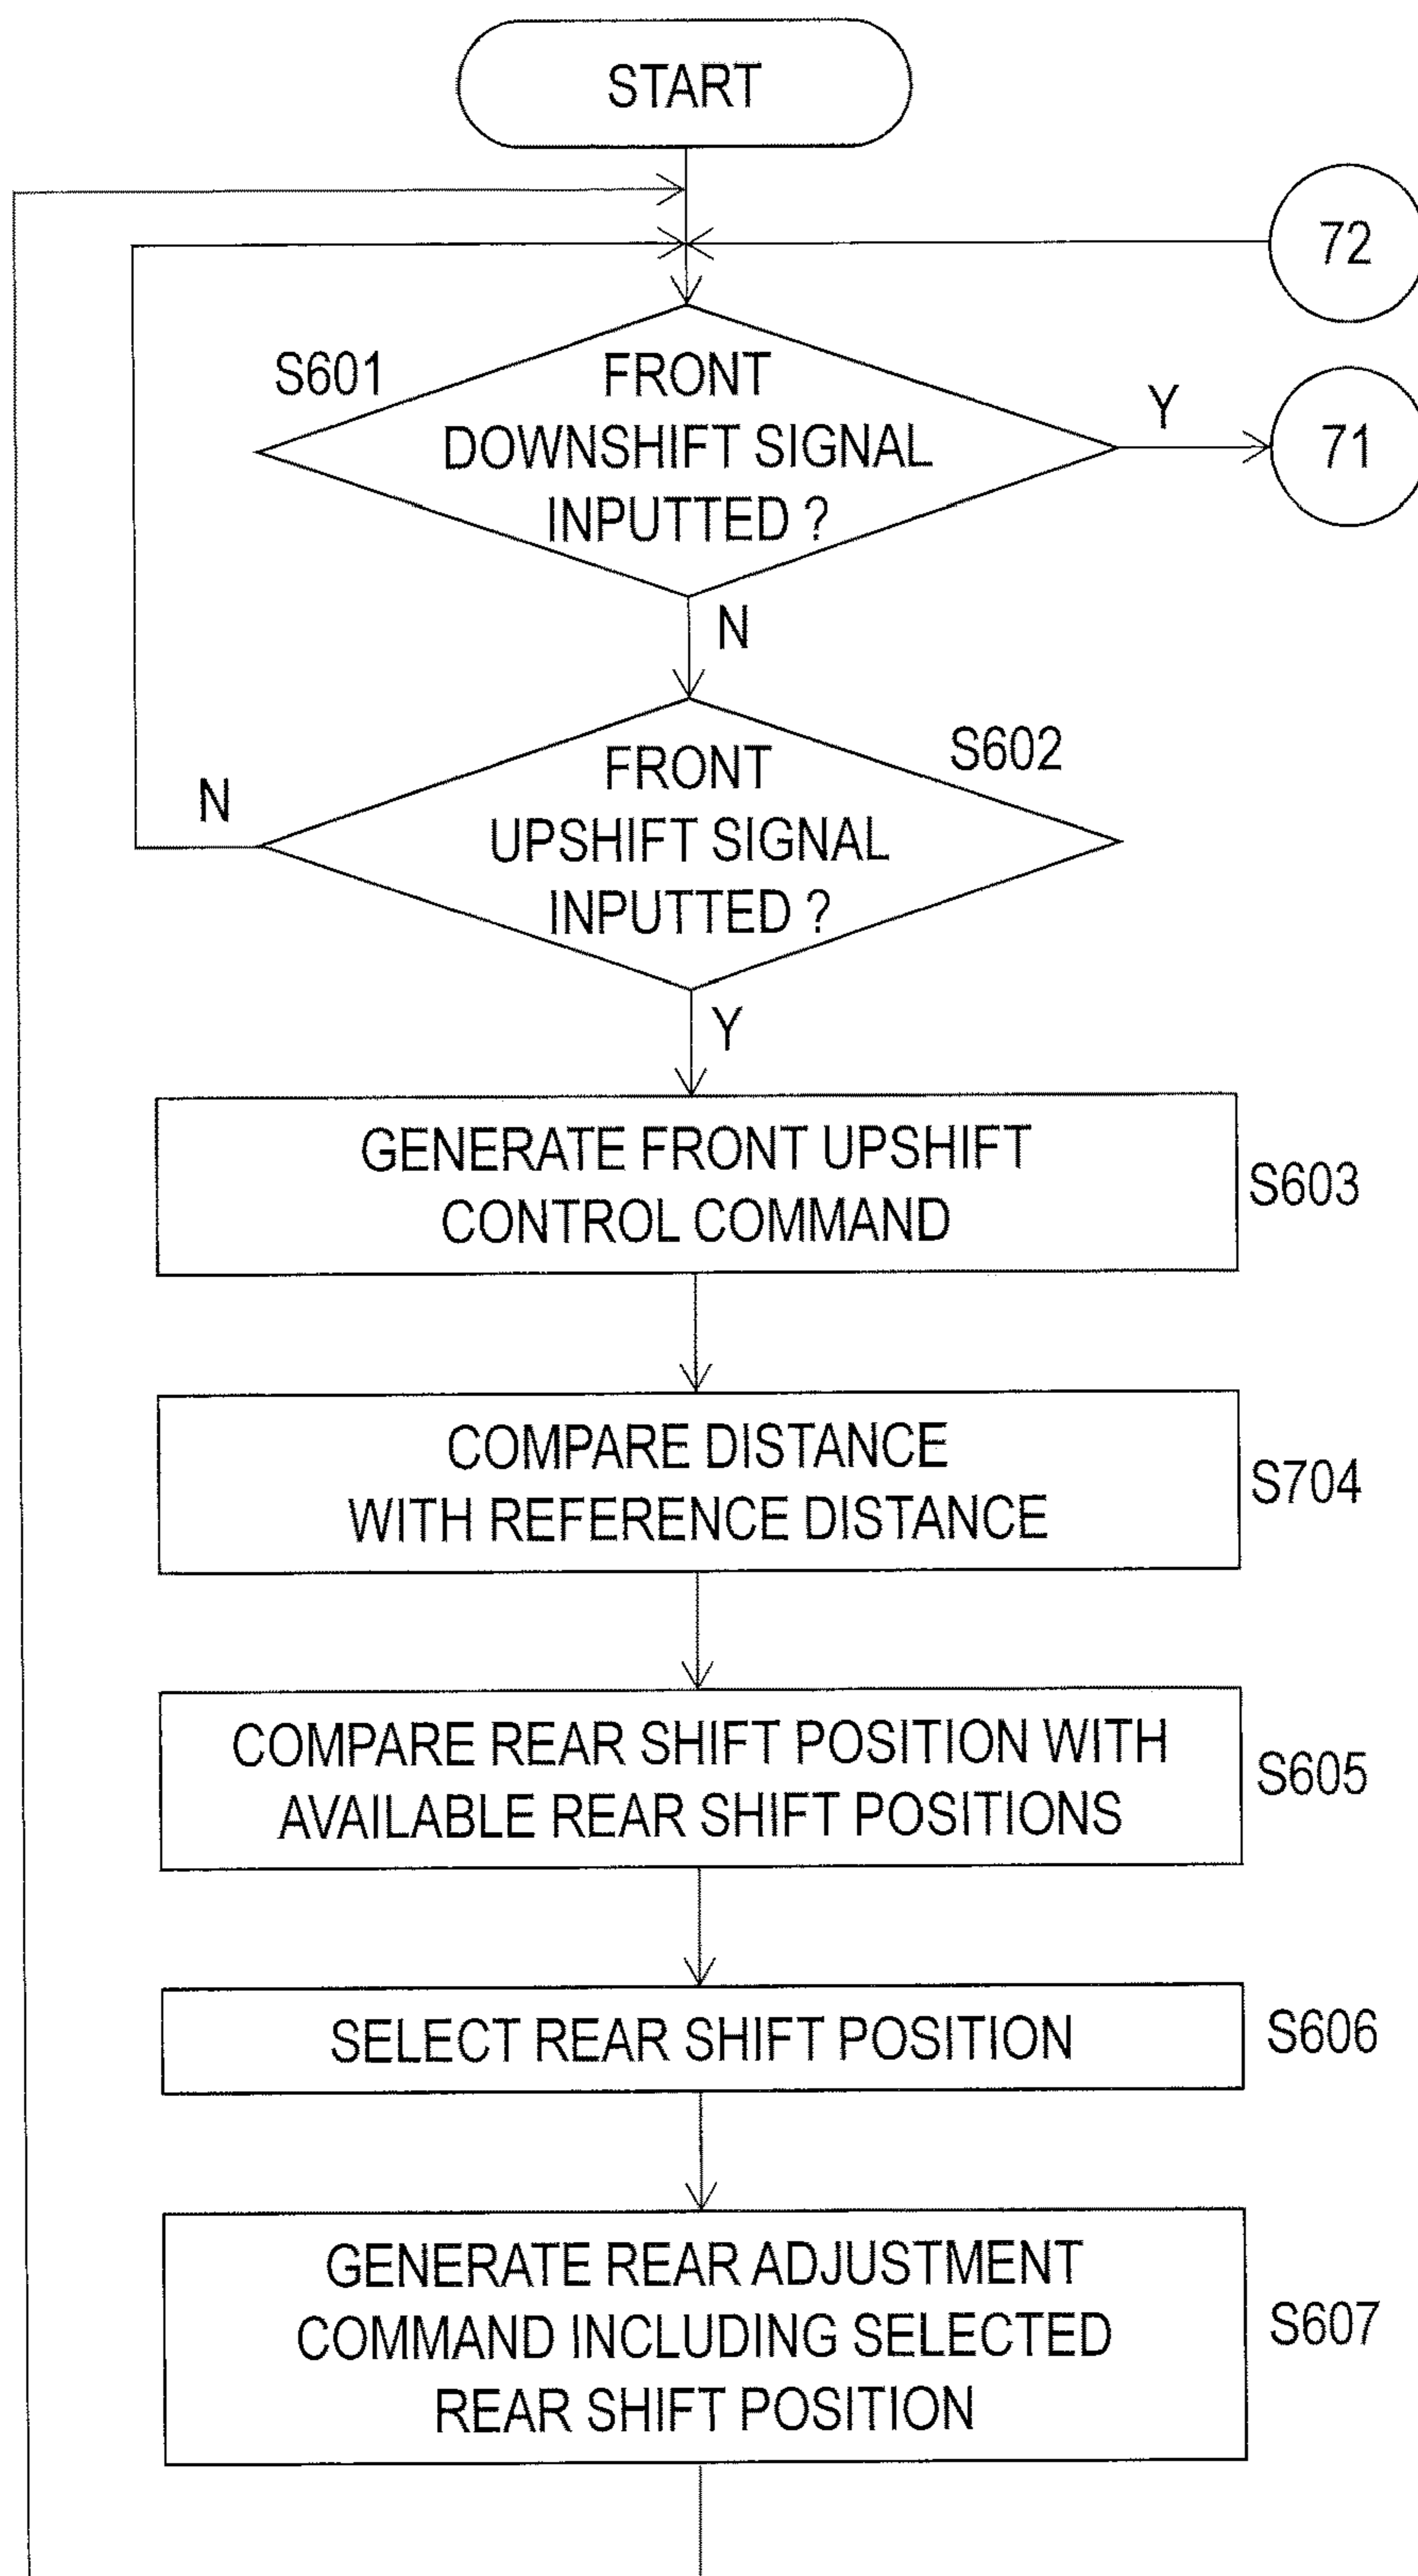 START
72
S601
FRONT
DOWNSHIFT SIGNAL
INPUTTED ?
Y
71
N
S602
FRONT
UPSHIFT SIGNAL
INPUTTED ?
N
Y
GENERATE FRONT UPSHIFT
CONTROL COMMAND
S603
COMPARE DISTANCE
WITH REFERENCE DISTANCE
S704
COMPARE REAR SHIFT POSITION WITH
AVAILABLE REAR SHIFT POSITIONS
S605
SELECT REAR SHIFT POSITION
S606
GENERATE REAR ADJUSTMENT
COMMAND INCLUDING SELECTED
REAR SHIFT POSITION
S607